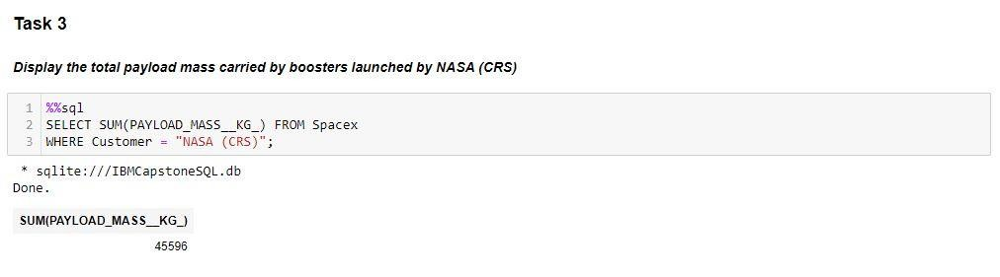 Task 3
Display the total payload mass carried by boosters launched by NASA (CRS)
1 %%sql
2 SELECT SUM(PAYLOAD_MASS__KG_) FROM Spacex
3 WHERE Customer = "NASA (CRS)";
* sqlite:///IBMCapstoneSQL.db
Done.
SUM(PAYLOAD_MASS__KG_)
45596